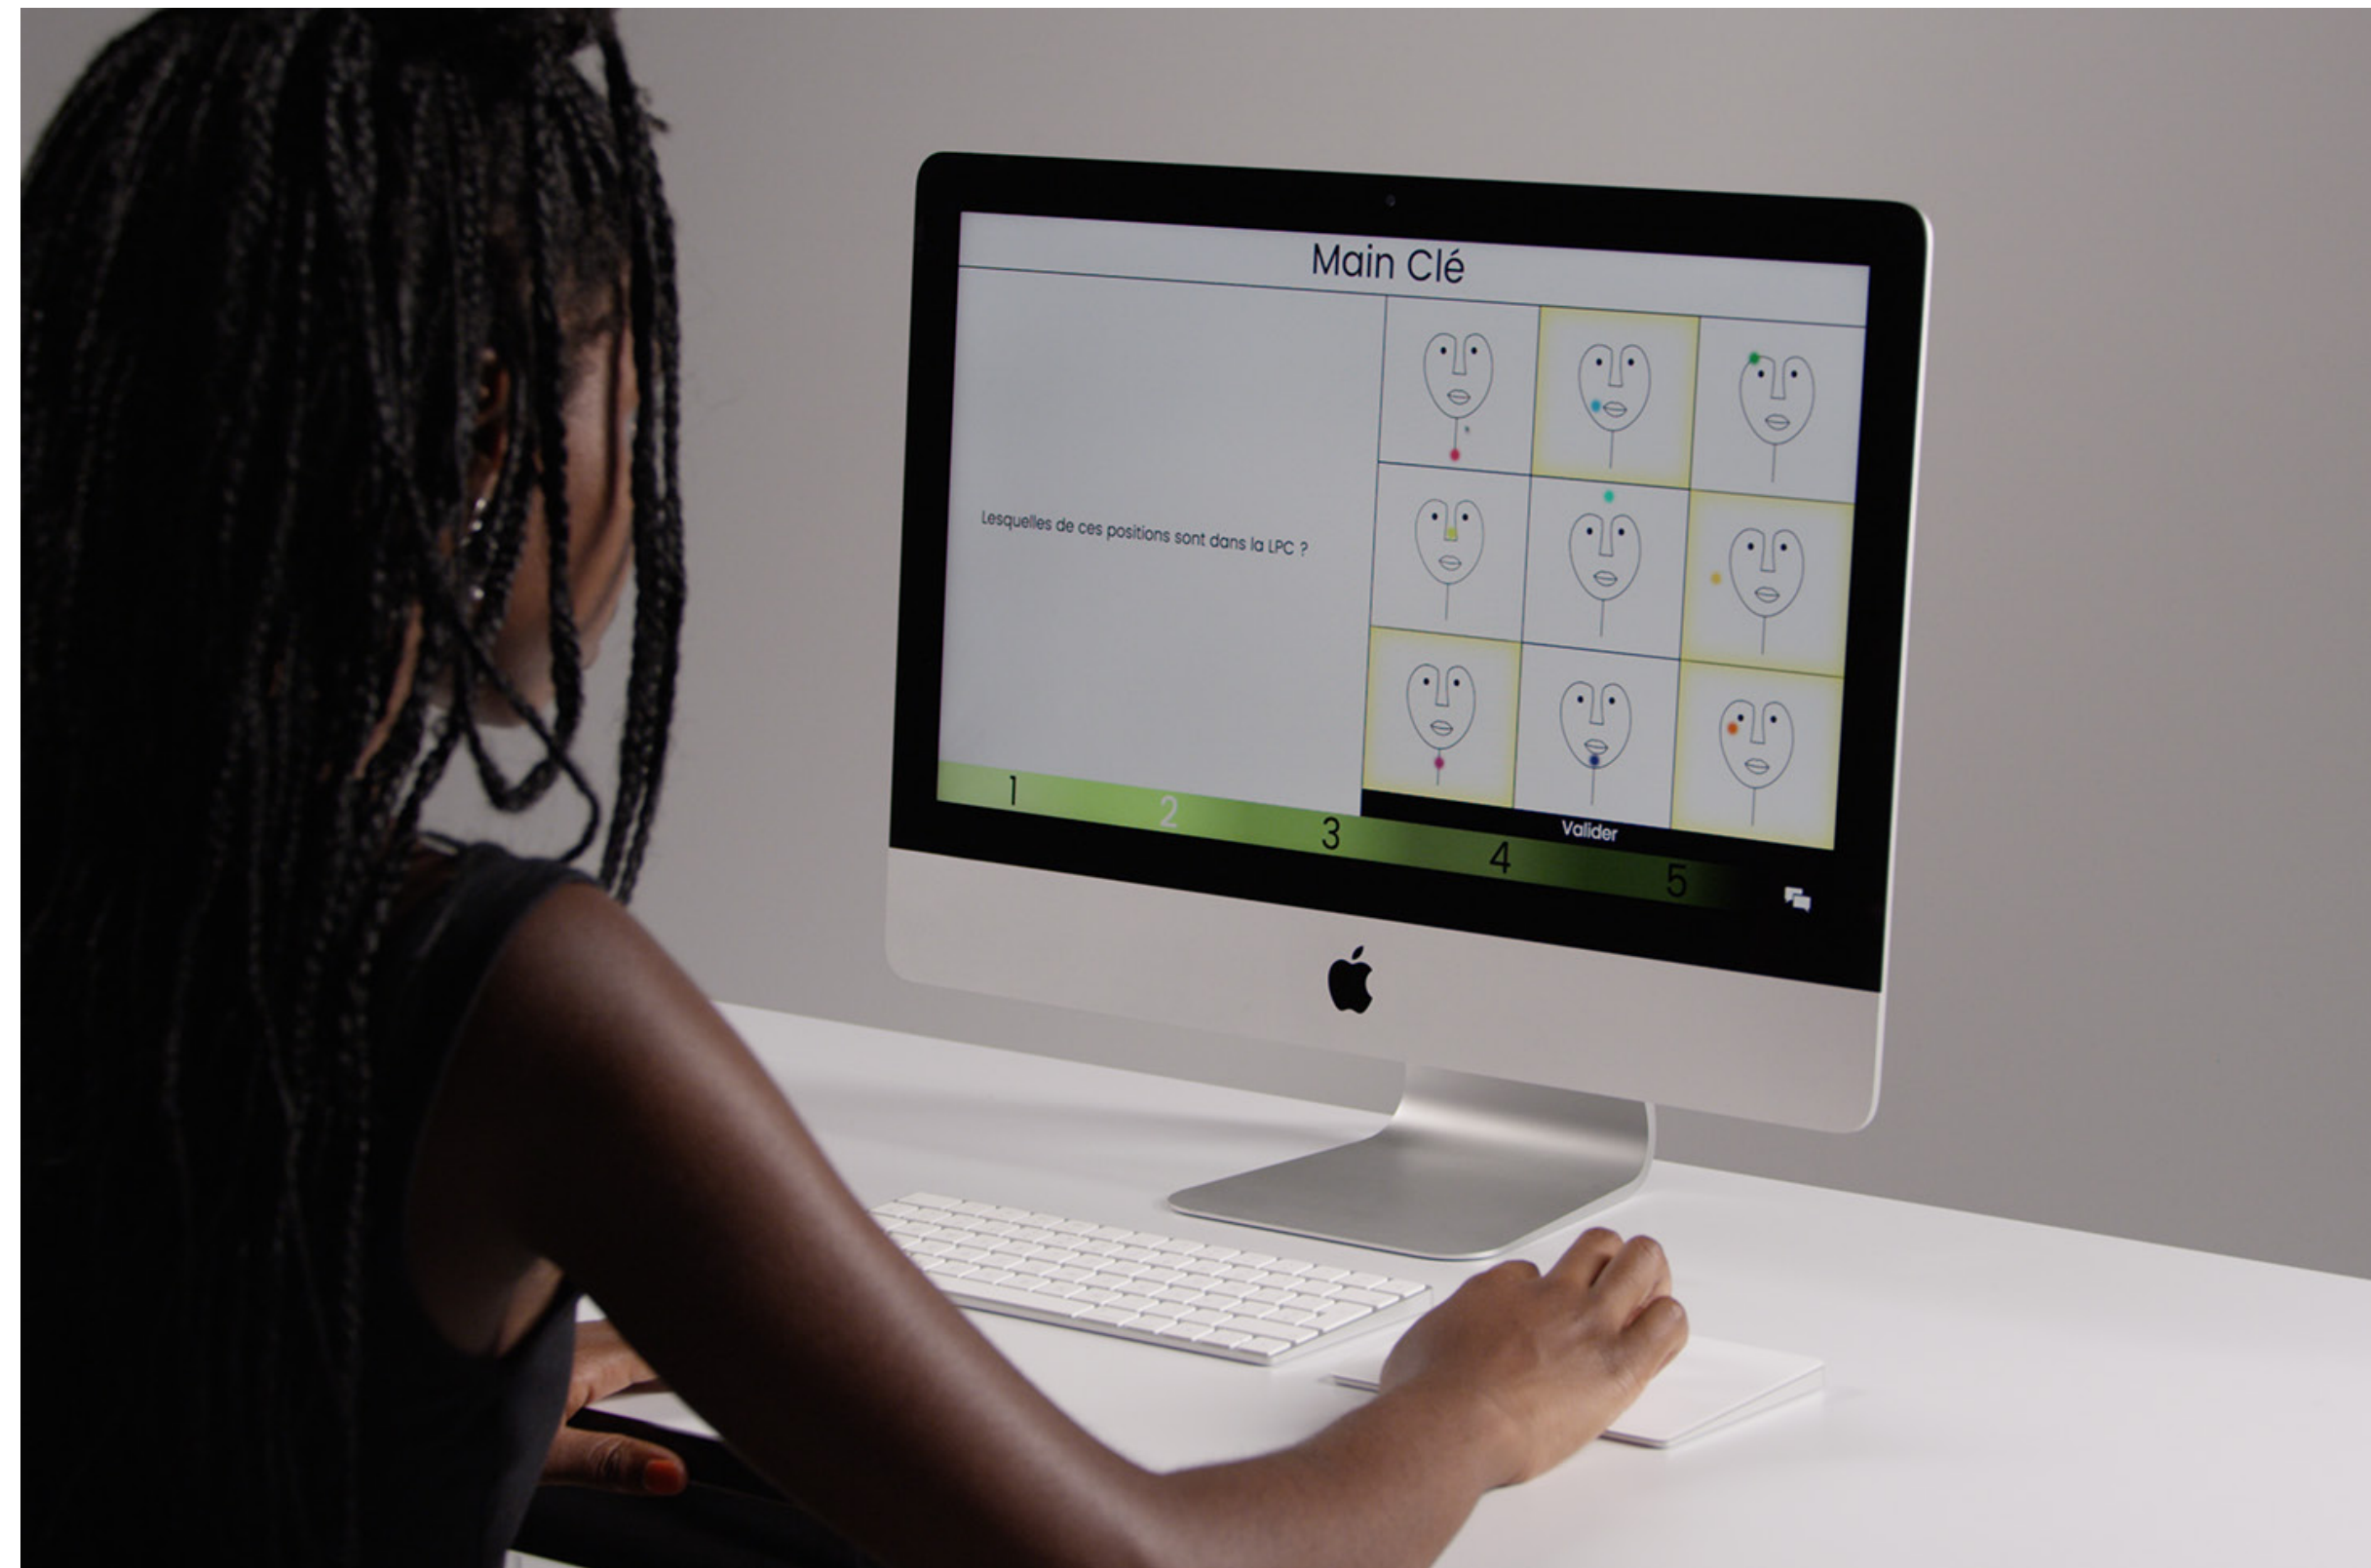 Main Clé
Lesquelles de ces positions sont dans la LPC ?
Valider
1
2
3
4
5